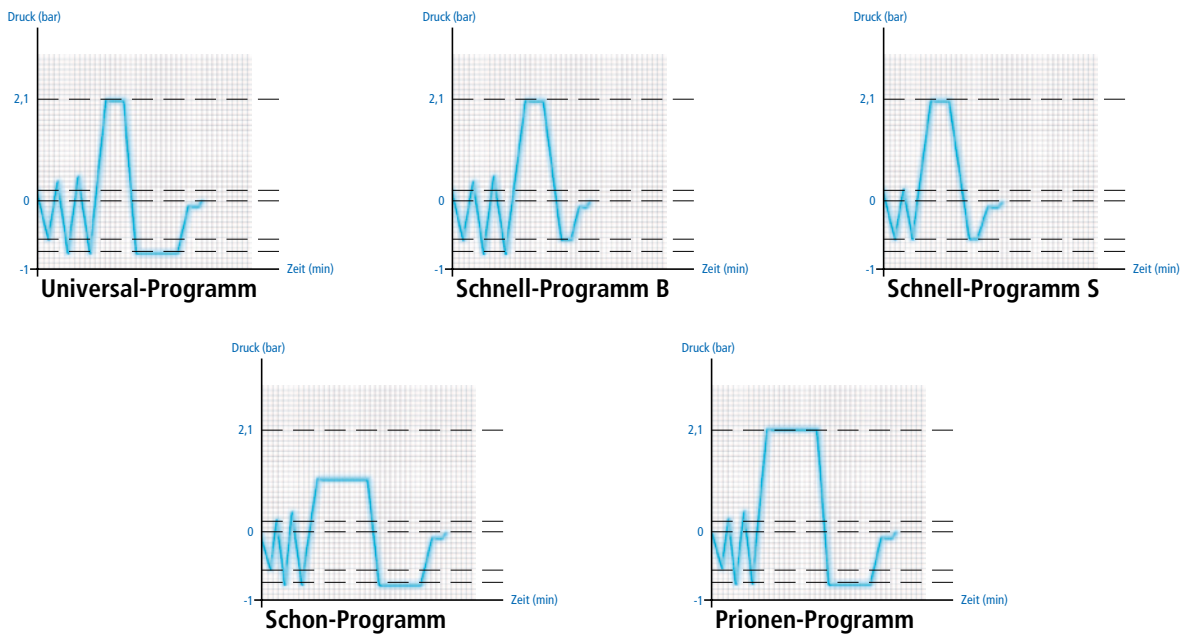 Druck (bar)
2,1
0
-1
Zeit (min)
Universal-Programm
Druck (bar)
2,1
0
-1
Zeit (min)
Schnell-Programm B
Druck (bar)
2,1
0
-1
Zeit (min)
Schnell-Programm S
Druck (bar)
2,1
0
-1
Zeit (min)
Schon-Programm
Druck (bar)
2,1
0
-1
Zeit (min)
Prionen-Programm